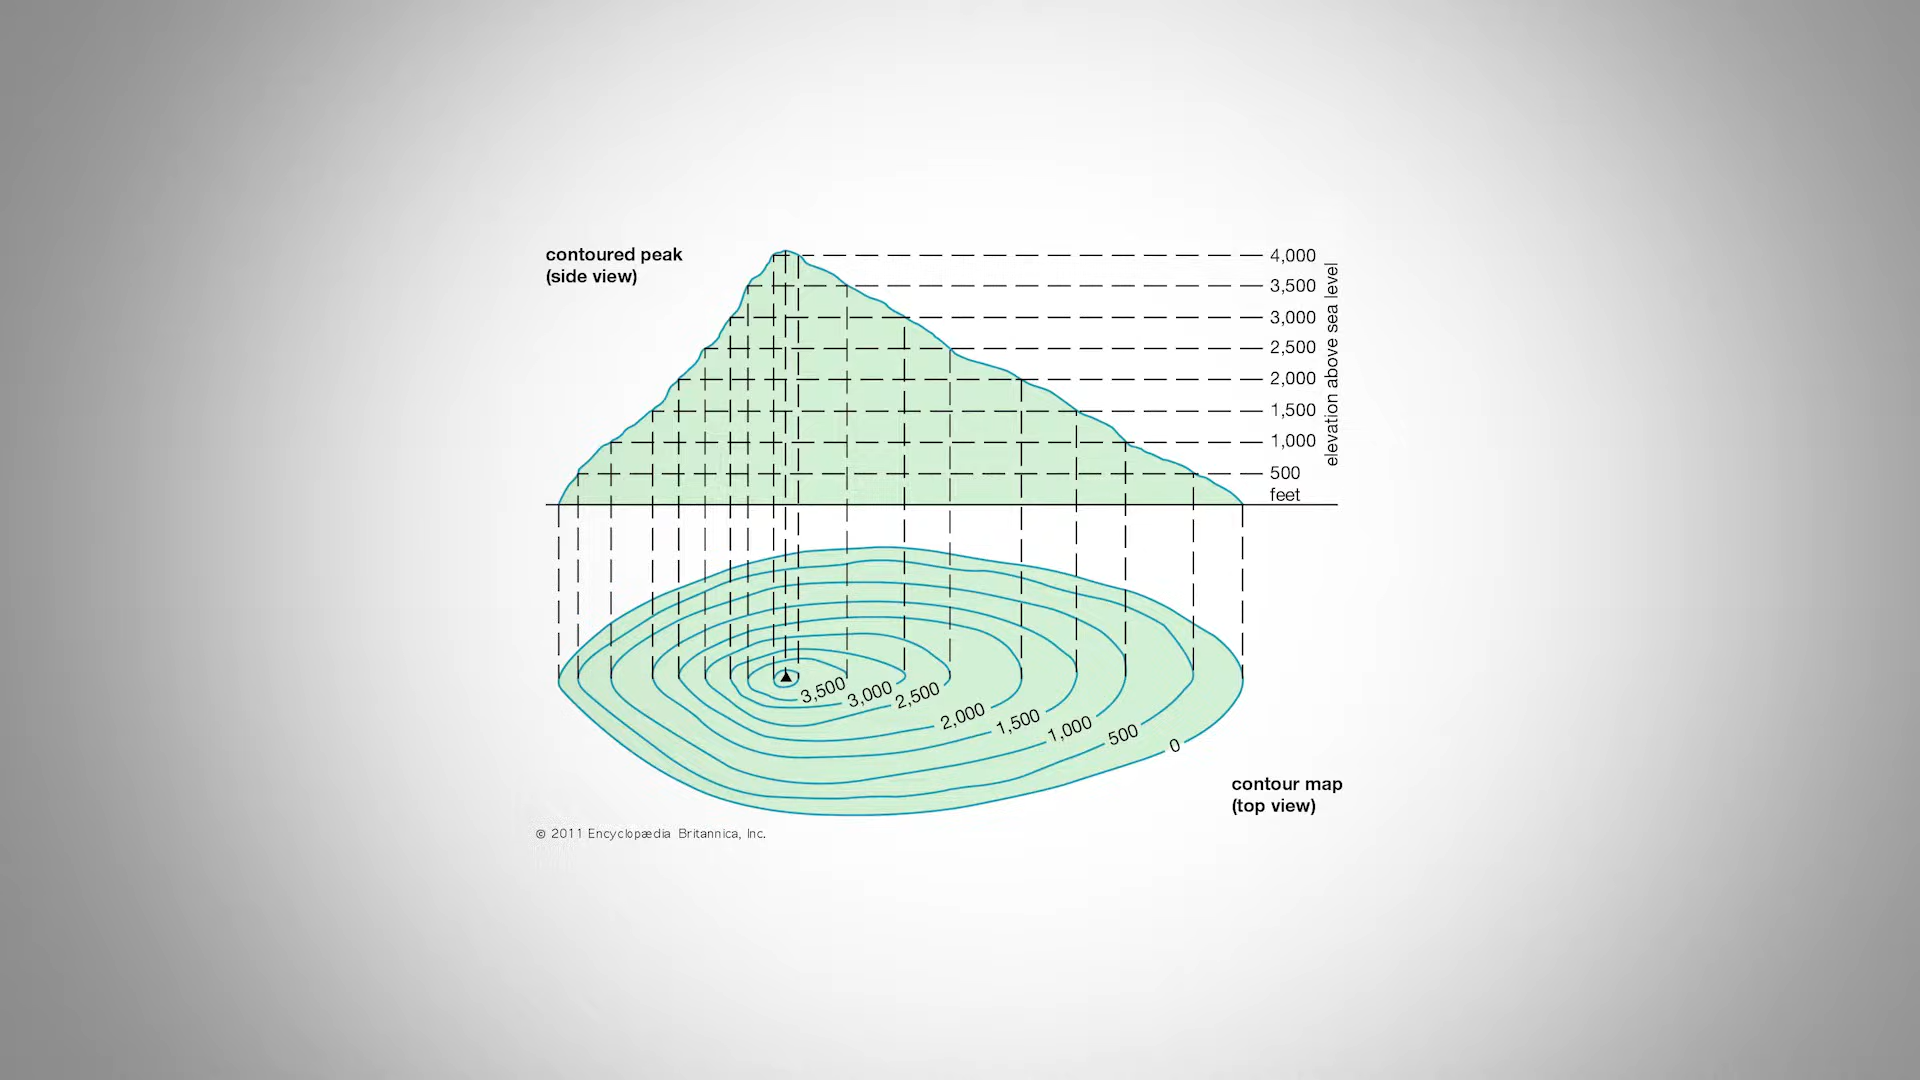 contoured peak
(side view)
4,000
3,500
3,000
2,500
2,000
1,500
1,000
500
feet
elevation above sea level
3,500
3,000
2,500
2,000
1,500
1,000
500
0
contour map
(top view)
© 2011 Encyclopædia Britannica, Inc.